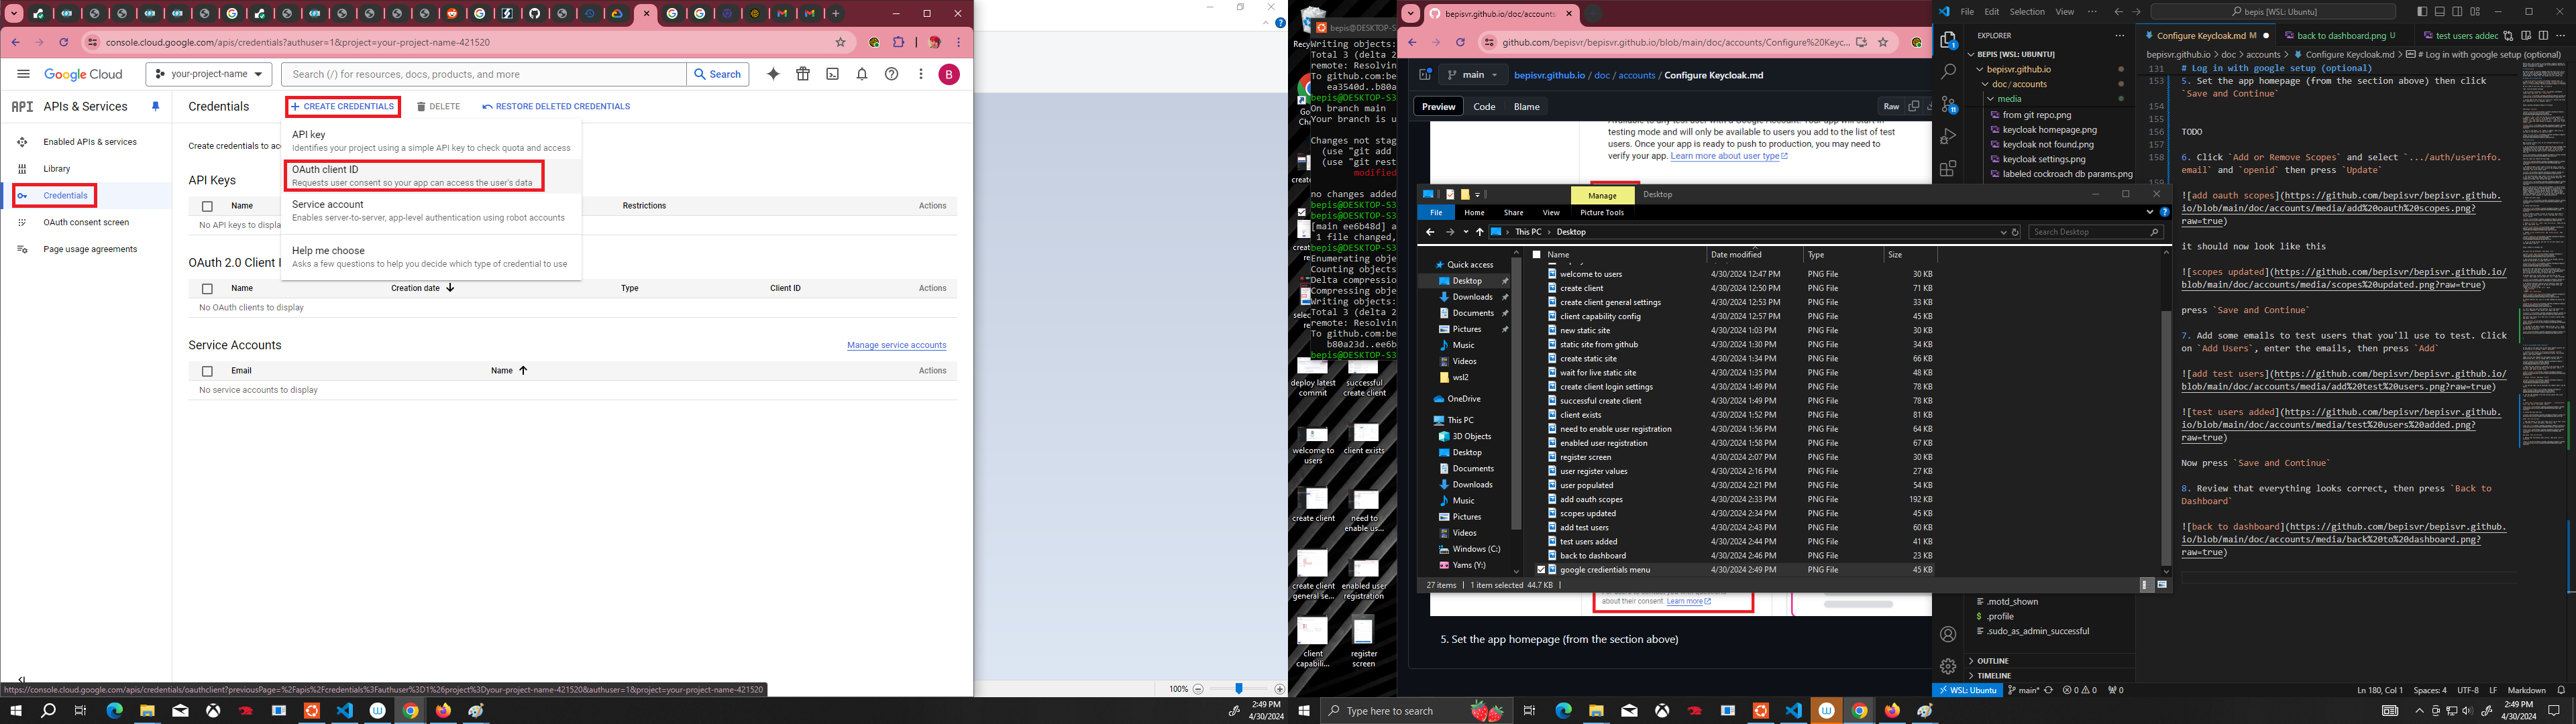 console.cloud.google.com/apis/credentials?authuser=1&project=your-project-name-421520
Google Cloud
your-project-name
Search (/) for resources, docs, products, and more
Search
B
API APIs & Services
Enabled APIs & services
Library
Credentials
OAuth consent screen
Page usage agreements
Credentials
+ CREATE CREDENTIALS
DELETE
RESTORE DELETED CREDENTIALS
Create credentials to acc
API key
Identifies your project using a simple API key to check quota and access
OAuth client ID
Requests user consent so your app can access the user's data
Service account
Enables server-to-server, app-level authentication using robot accounts
Help me choose
Asks a few questions to help you decide which type of credential to use
API Keys
Name
Restrictions
Actions
No API keys to displa
OAuth 2.0 Client I
Name
Creation date
Type
Client ID
Actions
No OAuth clients to display
Service Accounts
Manage service accounts
Email
Name
Actions
No service accounts to display
https://console.cloud.google.com/apis/credentials/oauthclient?previousPage=%2Fapis%2Fcredentials%3Fauthuser%3D1%26project%3Dyour-project-name-421520&authuser=1&project=your-project-name-421520
100%
2:49 PM
4/30/2024
bepis@DESKTOP-S3
Writing objects:
Total 3 (delta 2
remote: Resolvin
To github.com:be
ea3540d..b80a
bepis@DESKTOP-S3
On branch main
Your branch is u
Changes not stag
(use "git add
(use "git rest
modified
no changes added
bepis@DESKTOP-S3
bepis@DESKTOP-S3
[main ee6b48d] a
1 file changed,
bepis@DESKTOP-S3
Enumerating obje
Counting objects
Delta compressio
Compressing obje
Writing objects:
Total 3 (delta 2
remote: Resolvin
To github.com:be
b80a23d..ee6b
bepis@DESKTOP-S3
deploy latest
commit
successful
create client
welcome to
users
client exists
create client
need to
enable us...
create client
general se...
enabled user
registration
client
capabili...
register
screen
Type here to search
bepisvr.github.io/doc/accounts
github.com/bepisvr/bepisvr.github.io/blob/main/doc/accounts/Configure%20Keyc...
main
bepisvr.github.io / doc / accounts / Configure Keycloak.md
Preview
Code
Blame
Raw
Available to any test user with a Google Account. Your app will start in
testing mode and will only be available to users you add to the list of test
users. Once your app is ready to push to production, you may need to
verify your app. Learn more about user type
Manage
Desktop
File
Home
Share
View
Picture Tools
This PC
Desktop
Search Desktop
Quick access
Desktop
Downloads
Documents
Pictures
Music
Videos
wsl2
OneDrive
This PC
3D Objects
Desktop
Documents
Downloads
Music
Pictures
Videos
Windows (C:)
Yams (Y:)
Name Date modified Type Size
welcome to users 4/30/2024 12:47 PM PNG File 30 KB
create client 4/30/2024 12:50 PM PNG File 71 KB
create client general settings 4/30/2024 12:53 PM PNG File 33 KB
client capability config 4/30/2024 12:57 PM PNG File 45 KB
new static site 4/30/2024 1:03 PM PNG File 30 KB
static site from github 4/30/2024 1:30 PM PNG File 34 KB
create static site 4/30/2024 1:34 PM PNG File 66 KB
wait for live static site 4/30/2024 1:35 PM PNG File 48 KB
create client login settings 4/30/2024 1:49 PM PNG File 78 KB
successful create client 4/30/2024 1:49 PM PNG File 78 KB
client exists 4/30/2024 1:52 PM PNG File 81 KB
need to enable user registration 4/30/2024 1:56 PM PNG File 64 KB
enabled user registration 4/30/2024 1:58 PM PNG File 67 KB
register screen 4/30/2024 2:07 PM PNG File 30 KB
user register values 4/30/2024 2:16 PM PNG File 27 KB
user populated 4/30/2024 2:21 PM PNG File 54 KB
add oauth scopes 4/30/2024 2:33 PM PNG File 192 KB
scopes updated 4/30/2024 2:34 PM PNG File 45 KB
add test users 4/30/2024 2:43 PM PNG File 60 KB
test users added 4/30/2024 2:44 PM PNG File 41 KB
back to dashboard 4/30/2024 2:46 PM PNG File 23 KB
google credentials menu 4/30/2024 2:49 PM PNG File 45 KB
27 items
1 item selected 44.7 KB
about their consent. Learn more
5. Set the app homepage (from the section above)
File Edit Selection View ...
bepis [WSL: Ubuntu]
EXPLORER
BEPIS [WSL: UBUNTU]
bepisvr.github.io
doc / accounts
media
from git repo.png
keycloak homepage.png
keycloak not found.png
keycloak settings.png
labeled cockroach db params.png
.motd_shown
.profile
.sudo_as_admin_successful
OUTLINE
TIMELINE
Configure Keycloak.md M
back to dashboard.png U
test users addec
bepisvr.github.io > doc > accounts > Configure Keycloak.md > # Log in with google setup (optional)
131 # Log in with google setup (optional)
153 5. Set the app homepage (from the section above) then click
`Save and Continue`
154
155
156 TODO
157
158 6. Click `Add or Remove Scopes` and select `.../auth/userinfo.
email` and `openid` then press `Update`
159
![add oauth scopes](https://github.com/bepisvr/bepisvr.github.
io/blob/main/doc/accounts/media/add%20oauth%20scopes.png?
raw=true)
it should now look like this
![scopes updated](https://github.com/bepisvr/bepisvr.github.io/
blob/main/doc/accounts/media/scopes%20updated.png?raw=true)
press `Save and Continue`
7. Add some emails to test users that you'll use to test. Click
on `Add Users`, enter the emails, then press `Add`
![add test users](https://github.com/bepisvr/bepisvr.github.io/
blob/main/doc/accounts/media/add%20test%20users.png?raw=true)
![test users added](https://github.com/bepisvr/bepisvr.github.
io/blob/main/doc/accounts/media/test%20users%20added.png?
raw=true)
Now press `Save and Continue`
8. Review that everything looks correct, then press `Back to
Dashboard`
![back to dashboard](https://github.com/bepisvr/bepisvr.github.
io/blob/main/doc/accounts/media/back%20to%20dashboard.png?
raw=true)
WSL: Ubuntu
main*
0 0
0
Ln 180, Col 1
Spaces: 4
UTF-8
LF
Markdown
2:49 PM
4/30/2024